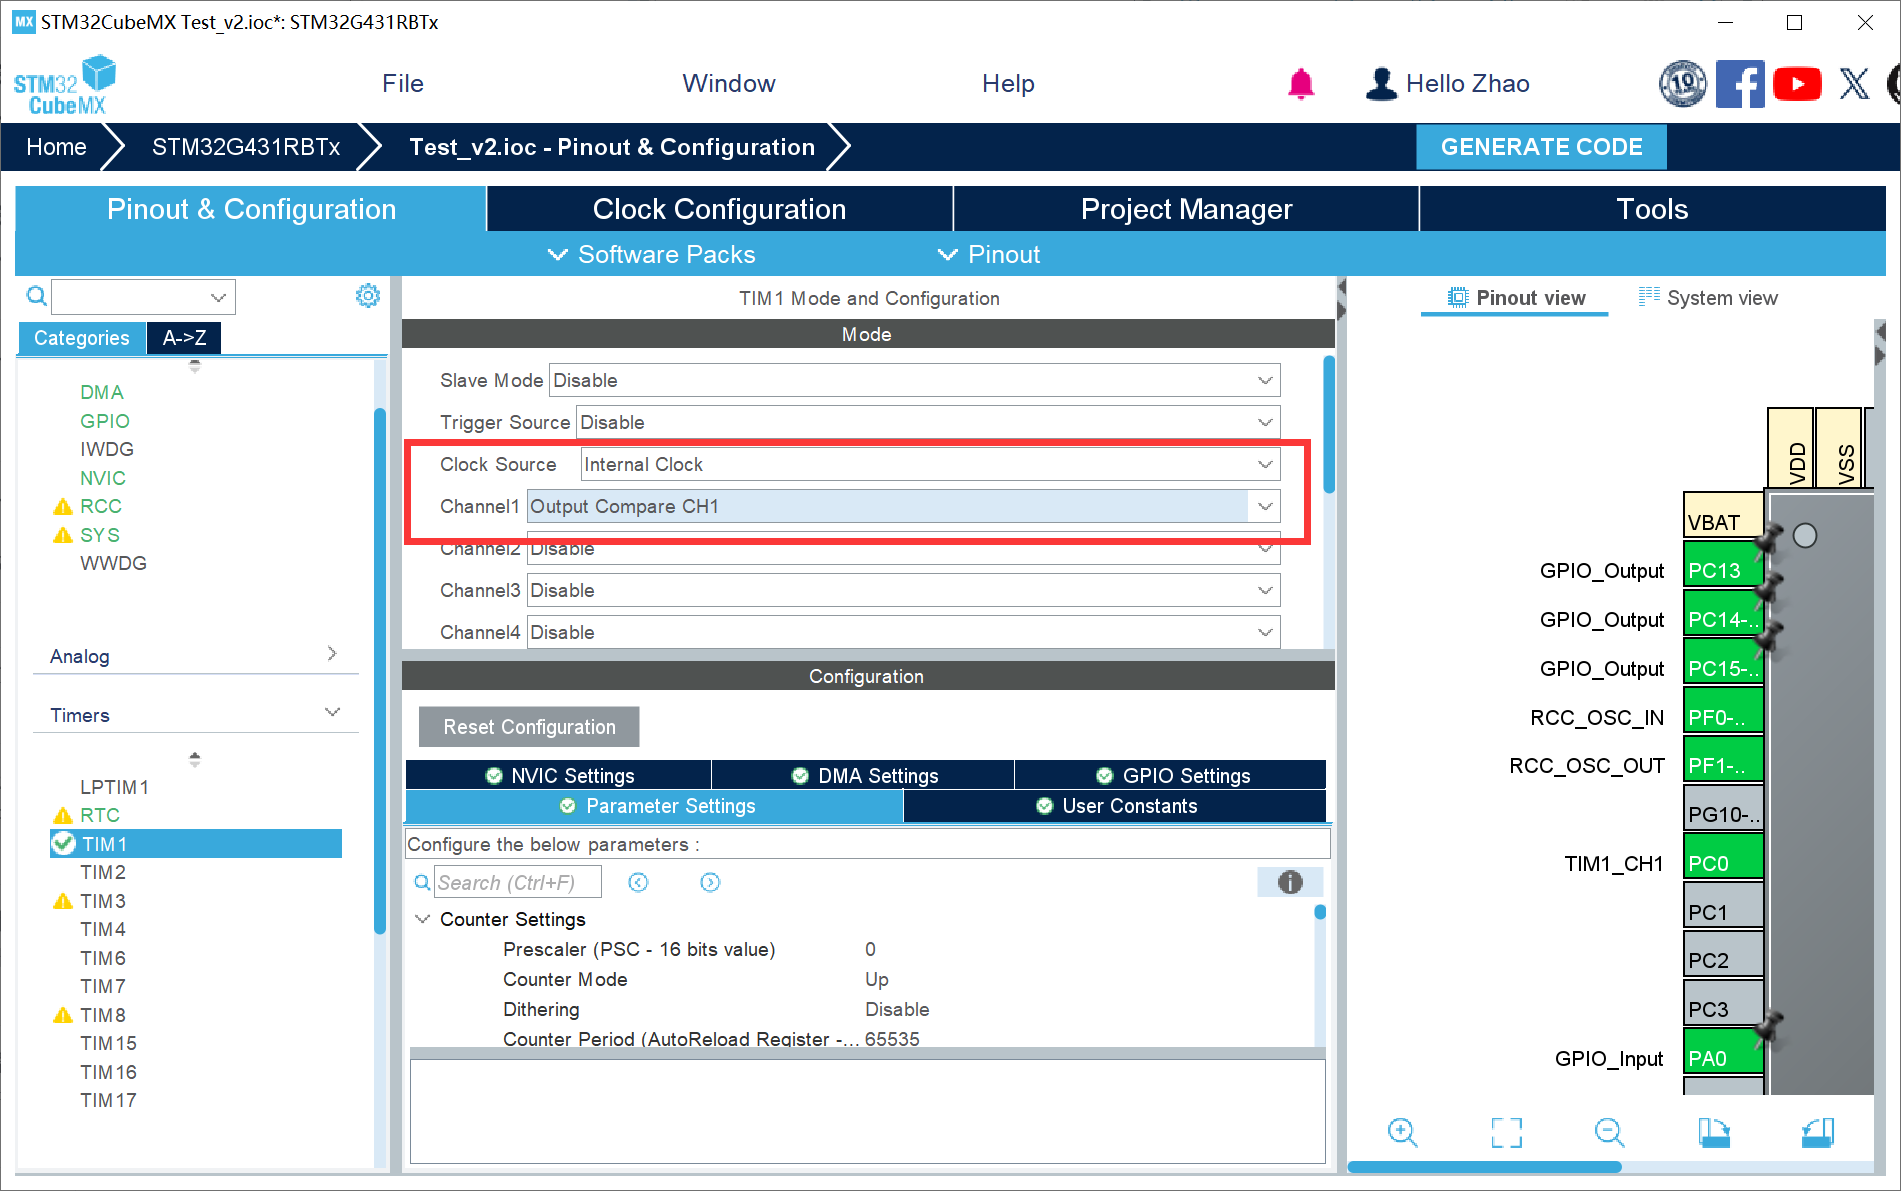 MX STM32CubeMX Test_v2.ioc*: STM32G431RBTx
STM32
CubeMX
File
Window
Help
Hello Zhao
10
Home
STM32G431RBTx
Test_v2.ioc - Pinout & Configuration
GENERATE CODE
Pinout & Configuration
Clock Configuration
Project Manager
Tools
Software Packs
Pinout
Categories
A->Z
DMA
GPIO
IWDG
NVIC
RCC
SYS
WWDG
Analog
Timers
LPTIM1
RTC
TIM1
TIM2
TIM3
TIM4
TIM6
TIM7
TIM8
TIM15
TIM16
TIM17
TIM1 Mode and Configuration
Mode
Slave Mode Disable
Trigger Source Disable
Clock Source Internal Clock
Channel1 Output Compare CH1
Channel2 Disable
Channel3 Disable
Channel4 Disable
Configuration
Reset Configuration
NVIC Settings
DMA Settings
GPIO Settings
Parameter Settings
User Constants
Configure the below parameters :
Search (Ctrl+F)
Counter Settings
Prescaler (PSC - 16 bits value) 0
Counter Mode Up
Dithering Disable
Counter Period (AutoReload Register -... 65535
Pinout view
System view
VDD
VSS
VBAT
GPIO_Output PC13
GPIO_Output PC14-..
GPIO_Output PC15-..
RCC_OSC_IN PF0-..
RCC_OSC_OUT PF1-..
PG10-..
TIM1_CH1 PC0
PC1
PC2
PC3
GPIO_Input PA0